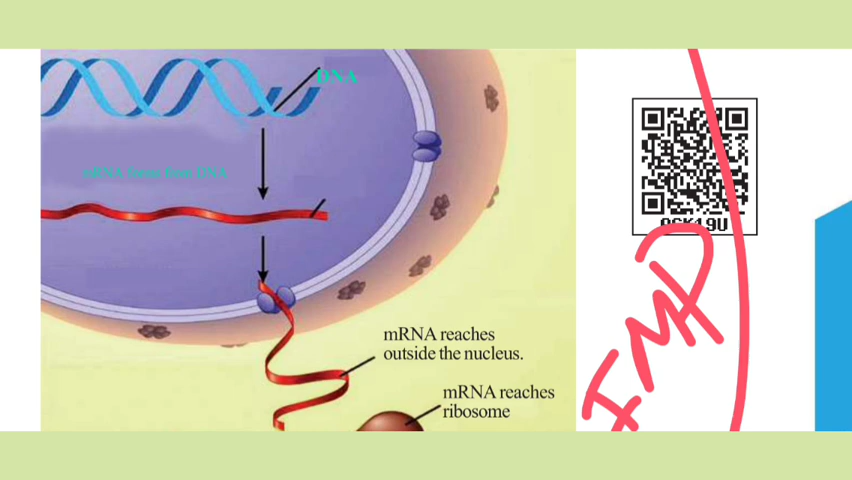 DNA
mRNA forms from DNA
mRNA reaches
outside the nucleus.
mRNA reaches
ribosome
IMP